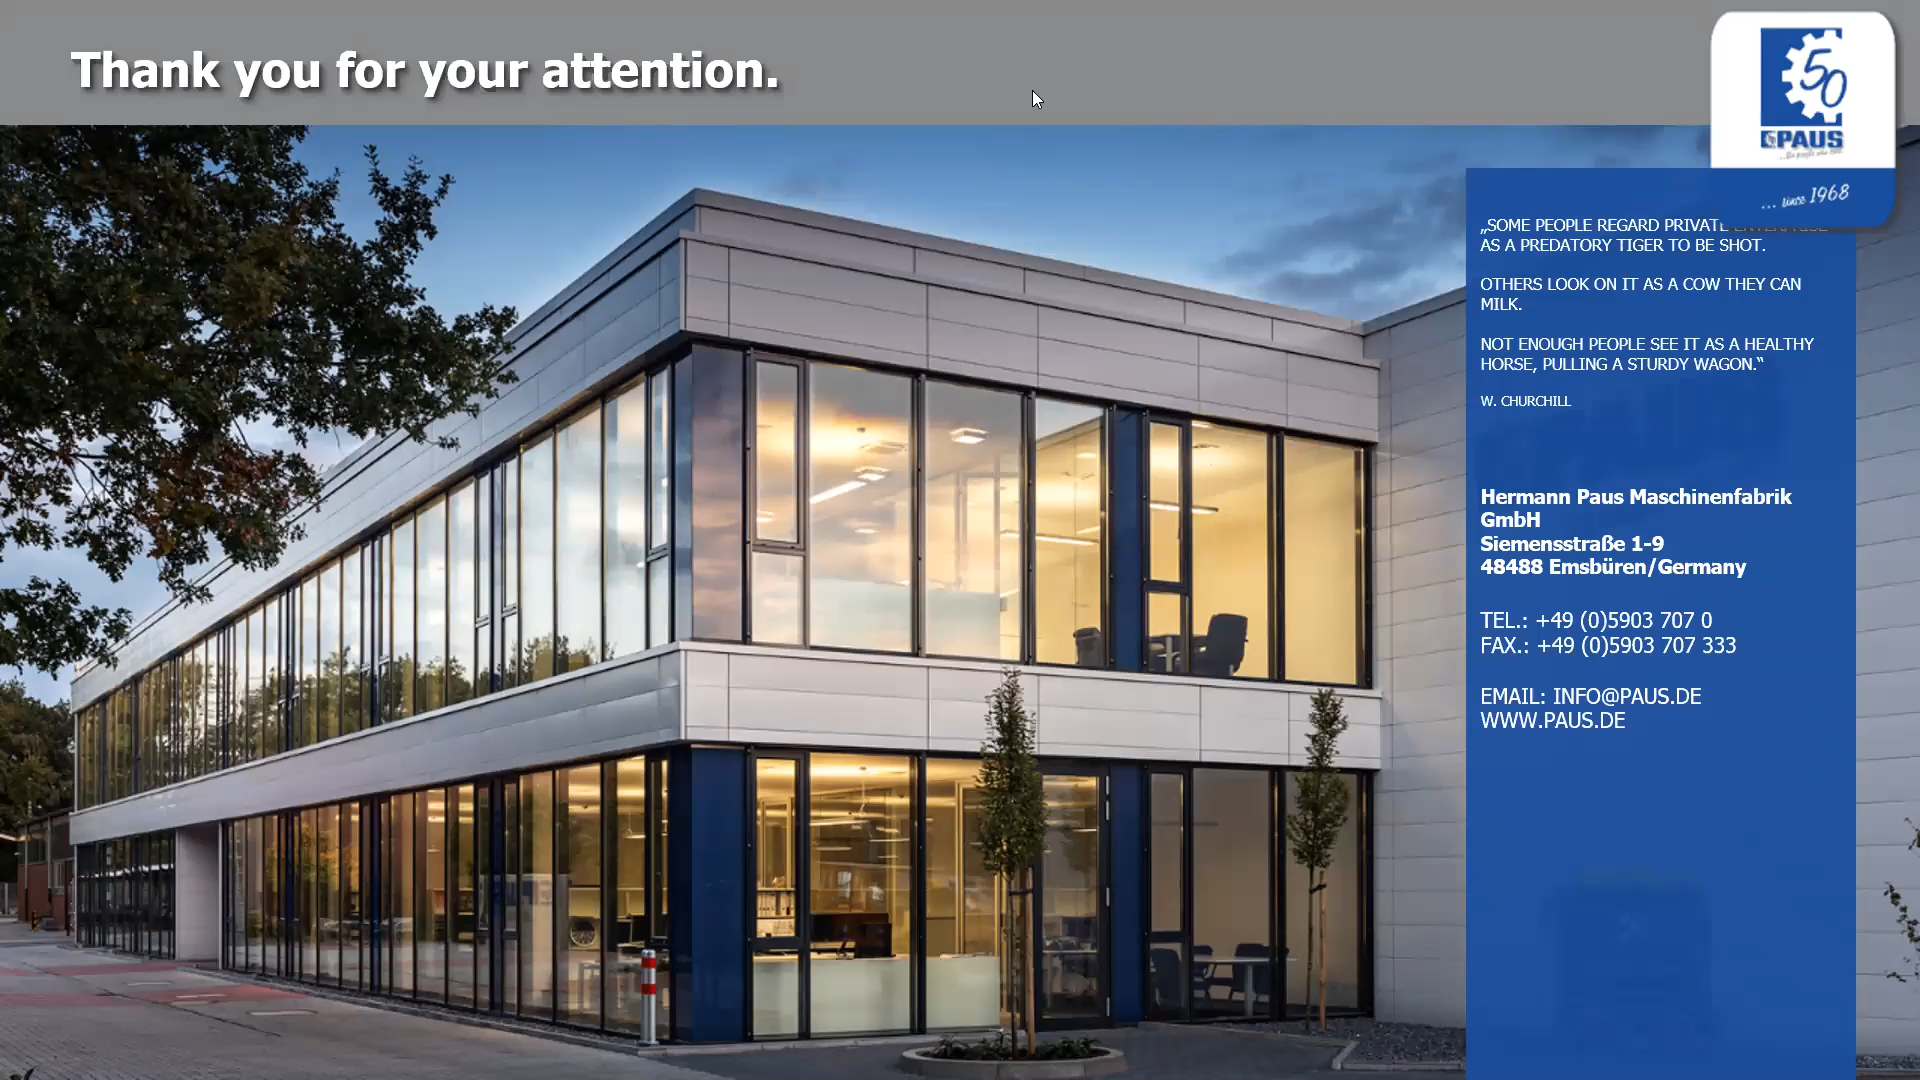 Thank you for your attention.
50
PAUS
... since 1968
„SOME PEOPLE REGARD PRIVATE
AS A PREDATORY TIGER TO BE SHOT.
OTHERS LOOK ON IT AS A COW THEY CAN
MILK.
NOT ENOUGH PEOPLE SEE IT AS A HEALTHY
HORSE, PULLING A STURDY WAGON.“
W. CHURCHILL
Hermann Paus Maschinenfabrik
GmbH
Siemensstraße 1-9
48488 Emsbüren/Germany
TEL.: +49 (0)5903 707 0
FAX.: +49 (0)5903 707 333
EMAIL: INFO@PAUS.DE
WWW.PAUS.DE